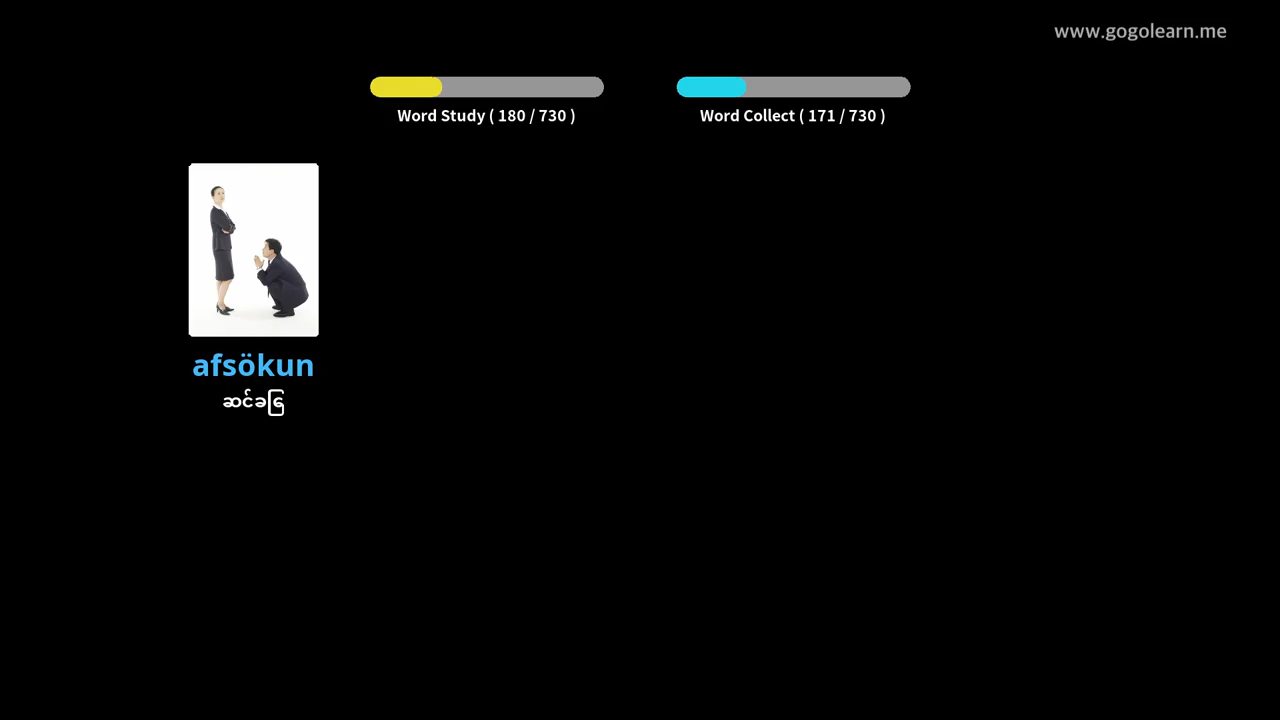 www.gogolearn.me
Word Study ( 180 / 730 )
Word Collect ( 171 / 730 )
afsökun
ဆင်ခြေ